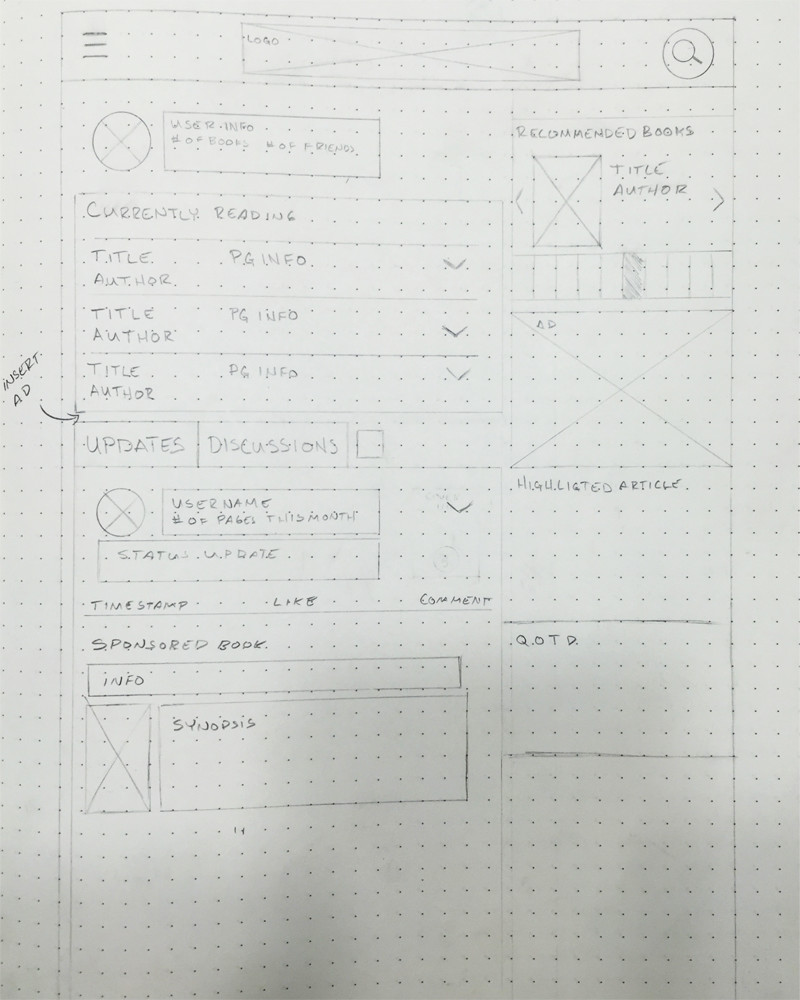 LOGO
USER INFO
# OF BOOKS # OF FRIENDS
CURRENTLY READING
TITLE PG INFO
AUTHOR
TITLE PG INFO
AUTHOR
TITLE PG INFO
AUTHOR
INSERT
AD
UPDATES DISCUSSIONS
USERNAME
# OF PAGES THIS MONTH
STATUS UPDATE
TIMESTAMP LIKE COMMENT
SPONSORED BOOK
INFO
SYNOPSIS
RECOMMENDED BOOKS
TITLE
AUTHOR
AD
HIGHLIGTED ARTICLE
Q.O.T.D.